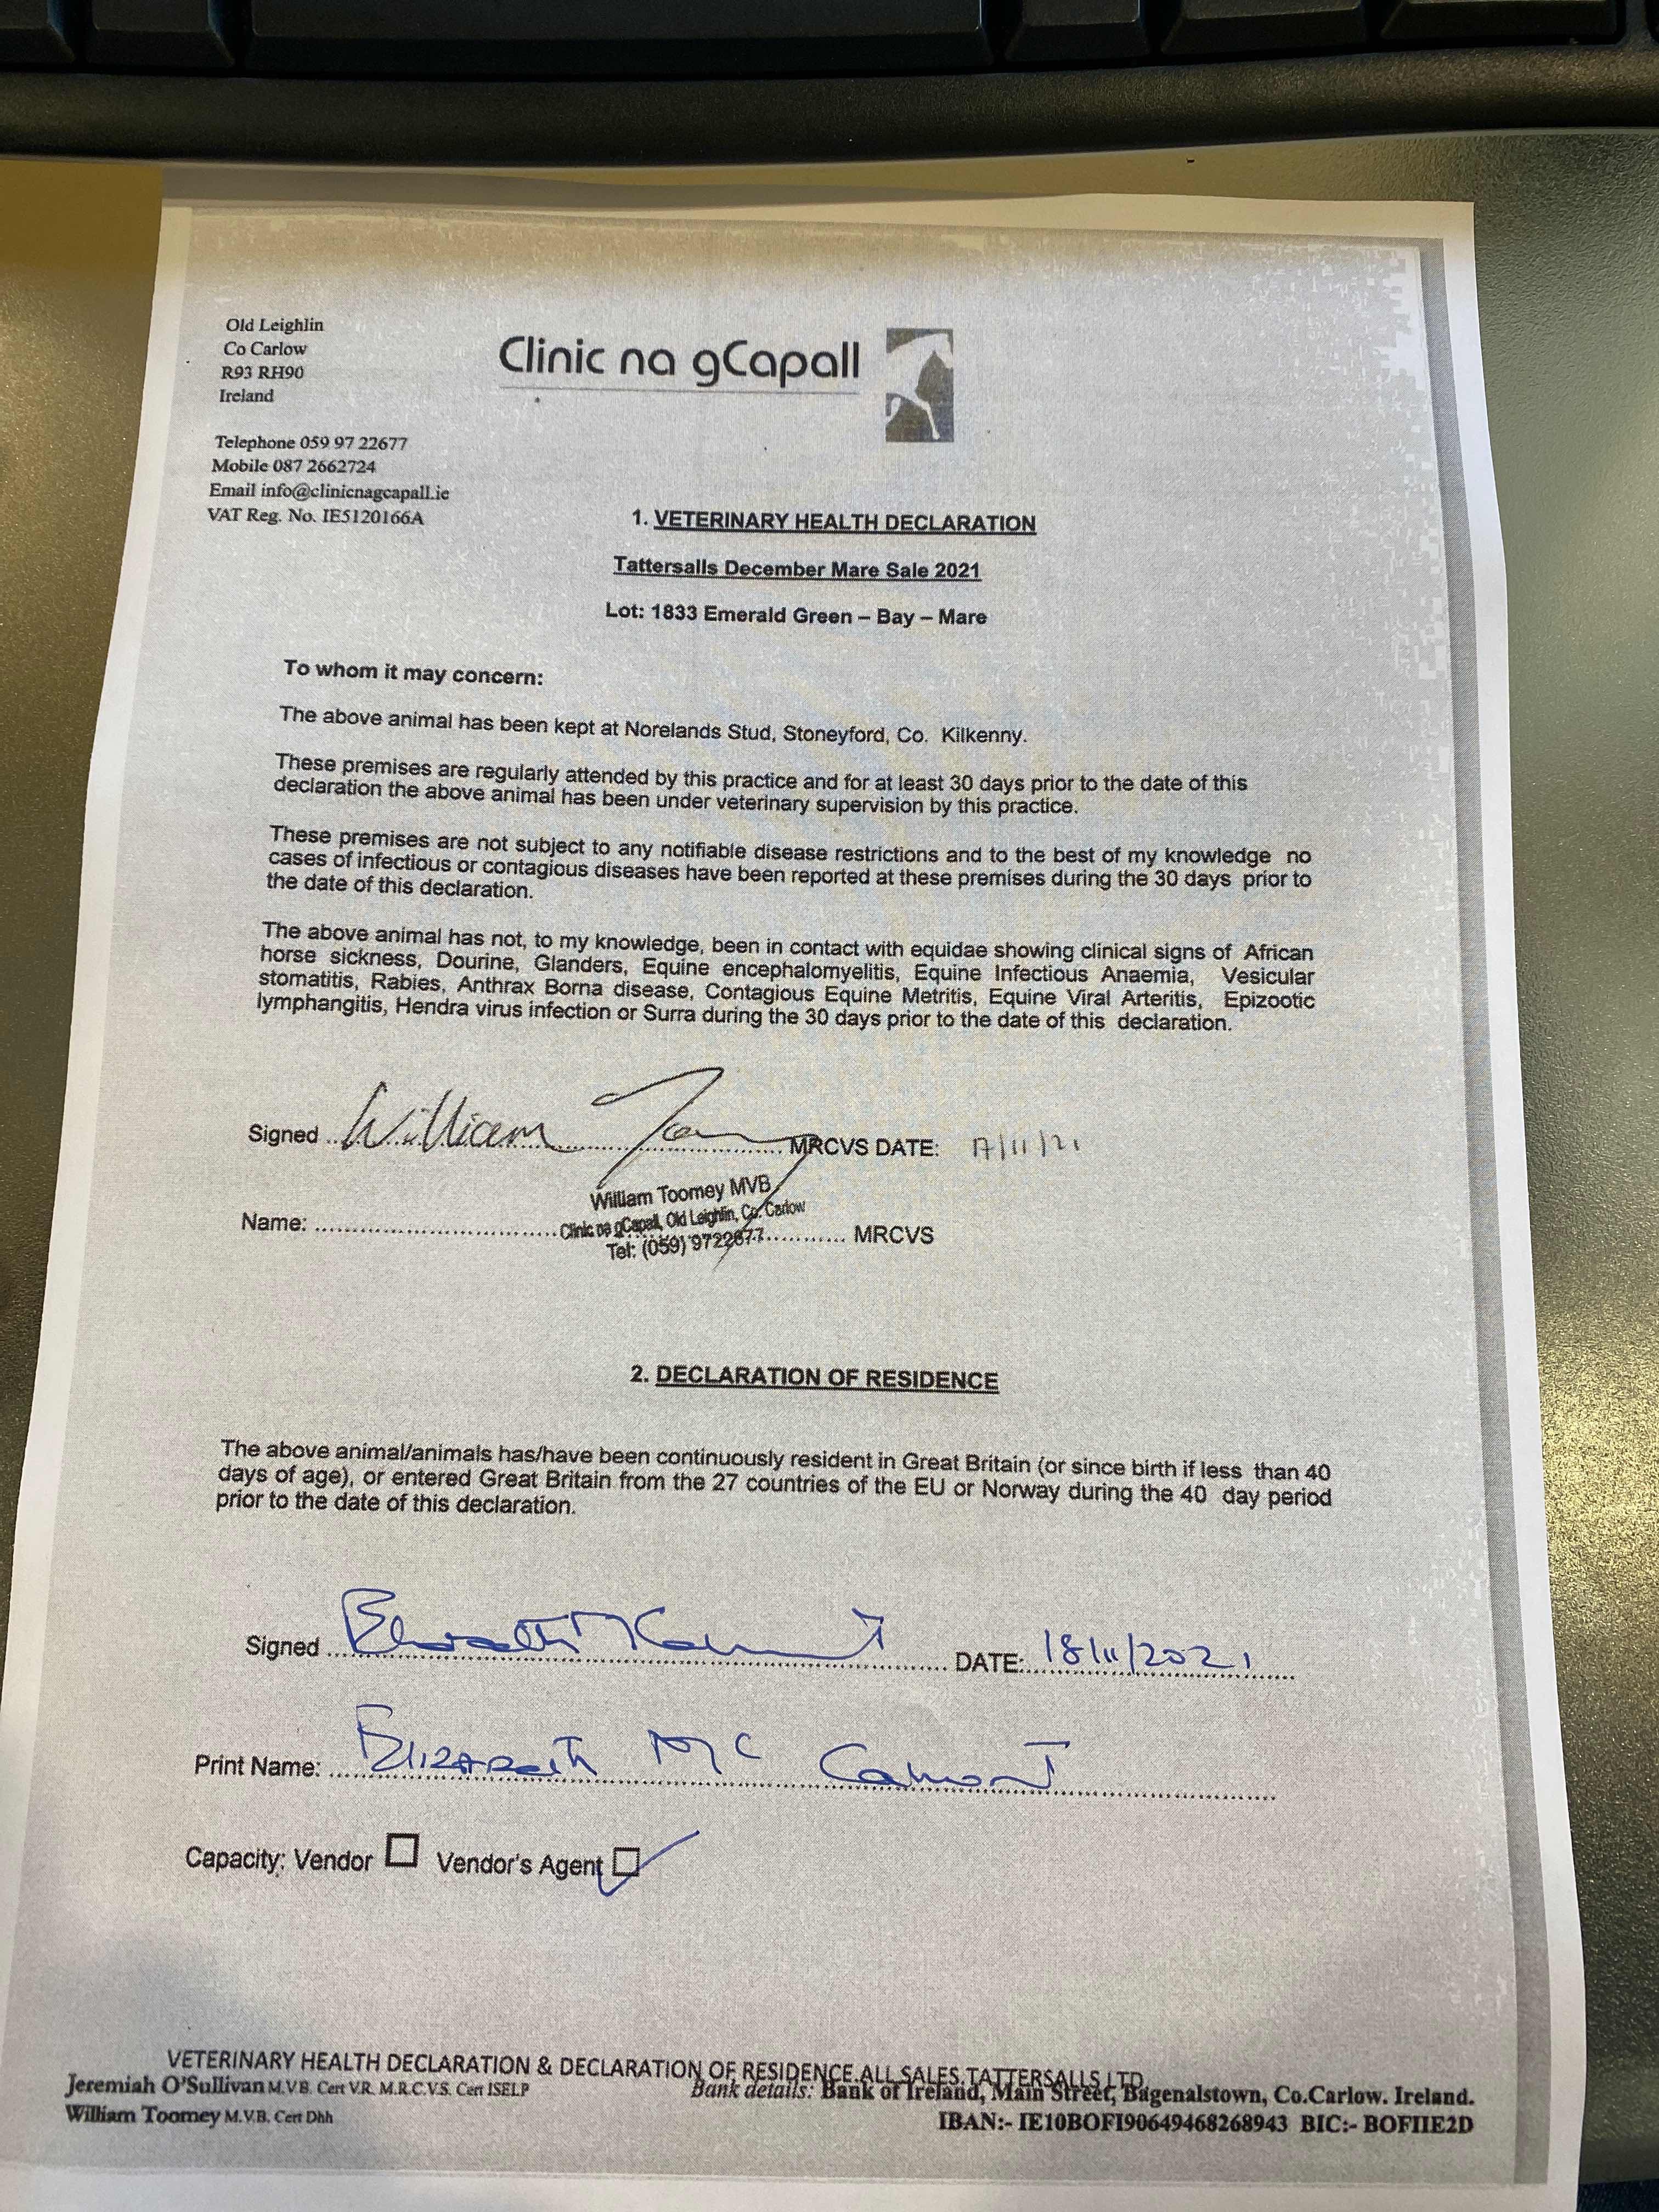 Old Leighlin
Co Carlow
R93 RH90
Ireland
Telephone 059 97 22677
Mobile 087 2662724
Email info@clinicnagcapall.ie
VAT Reg. No. IE5120166A
Clinic na gCapall
1. VETERINARY HEALTH DECLARATION
Tattersalls December Mare Sale 2021
Lot: 1833 Emerald Green – Bay – Mare
To whom it may concern:
The above animal has been kept at Norelands Stud, Stoneyford, Co. Kilkenny.
These premises are regularly attended by this practice and for at least 30 days prior to the date of this
declaration the above animal has been under veterinary supervision by this practice.
These premises are not subject to any notifiable disease restrictions and to the best of my knowledge no
cases of infectious or contagious diseases have been reported at these premises during the 30 days prior to
the date of this declaration.
The above animal has not, to my knowledge, been in contact with equidae showing clinical signs of African
horse sickness, Dourine, Glanders, Equine encephalomyelitis, Equine Infectious Anaemia, Vesicular
stomatitis, Rabies, Anthrax Borna disease, Contagious Equine Metritis, Equine Viral Arteritis, Epizootic
lymphangitis, Hendra virus infection or Surra during the 30 days prior to the date of this declaration.
Signed William MRCVS DATE: 17/11/21
William Toomey MVB
Clinic na gCapall, Old Leighlin, Co. Carlow
Name: MRCVS
Tel: (059) 9722677
2. DECLARATION OF RESIDENCE
The above animal/animals has/have been continuously resident in Great Britain (or since birth if less than 40
days of age), or entered Great Britain from the 27 countries of the EU or Norway during the 40 day period
prior to the date of this declaration.
Signed DATE: 18/11/2021
Print Name: Elizabeth Mc Calmont
Capacity: Vendor Vendor's Agent
VETERINARY HEALTH DECLARATION & DECLARATION OF RESIDENCE.ALL SALES.TATTERSALLS LTD
Jeremiah O'Sullivan M.V.B. Cert V.R. M.R.C.V.S. Cert ISELP
Bank details: Bank of Ireland, Main Street, Bagenalstown, Co.Carlow. Ireland.
William Toomey M.V.B. Cert Dhh
IBAN:- IE10BOFI90649468268943 BIC:- BOFIIE2D